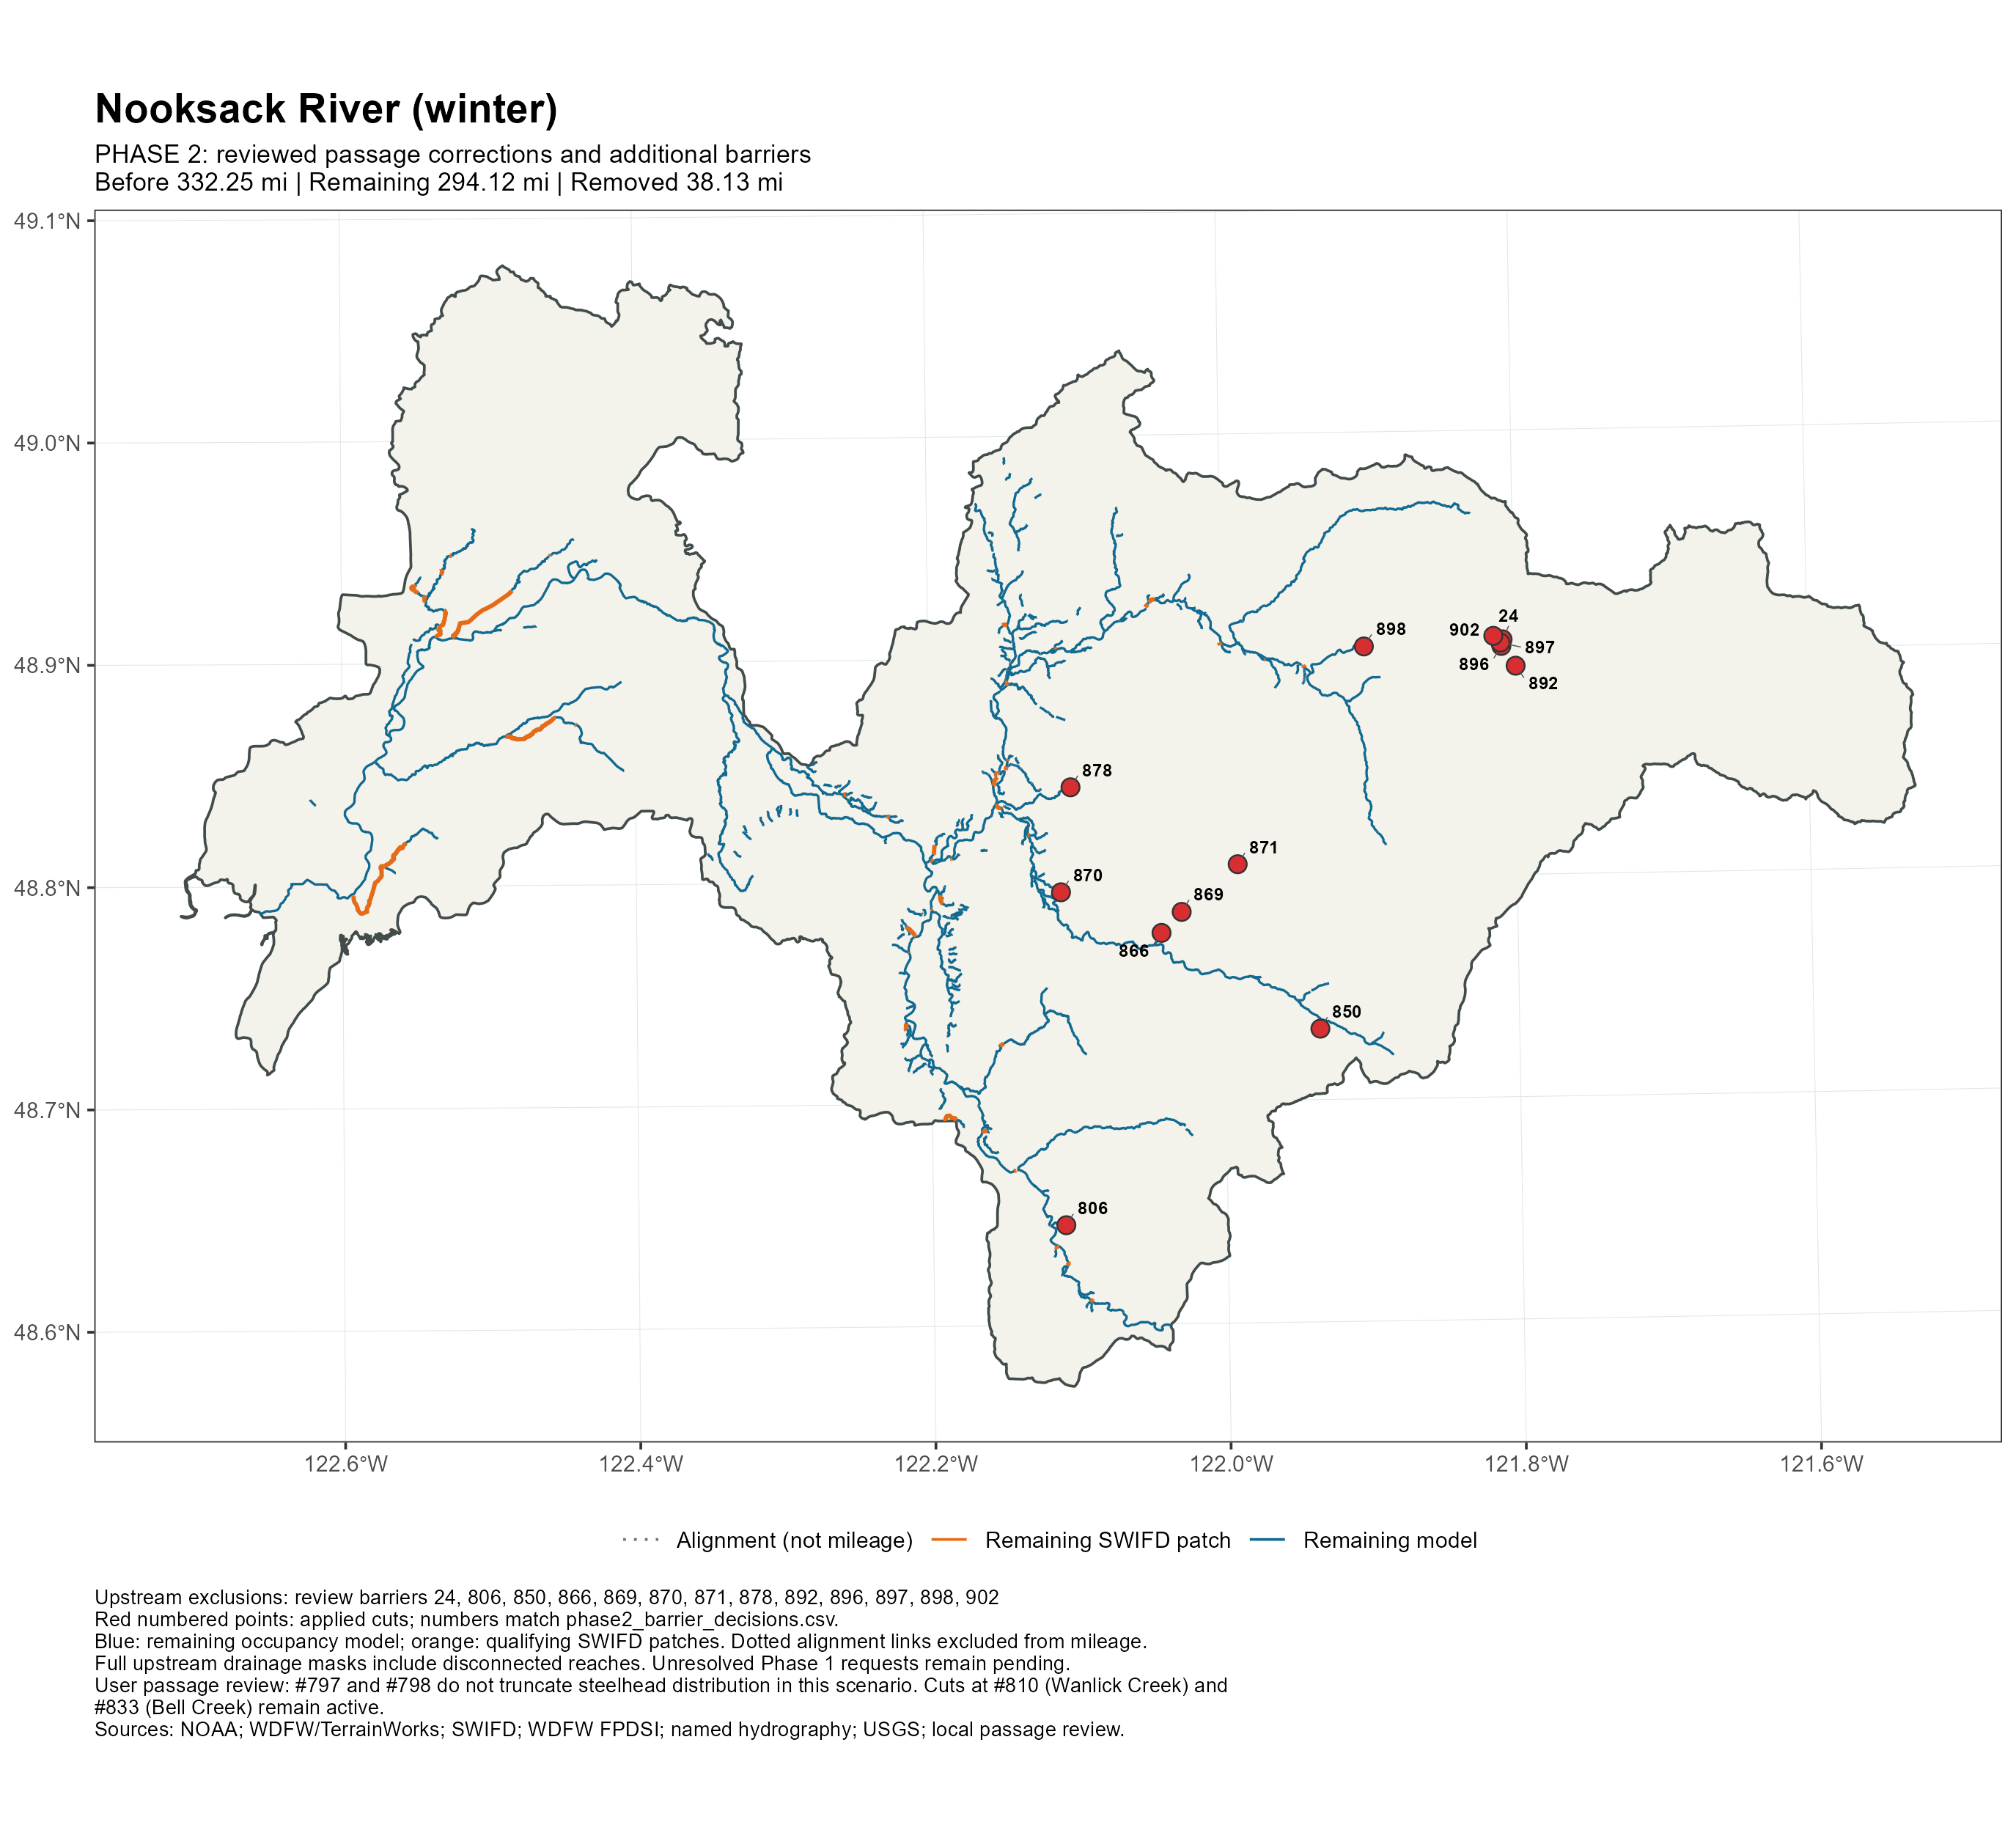 Nooksack River (winter)
PHASE 2: reviewed passage corrections and additional barriers
Before 332.25 mi | Remaining 294.12 mi | Removed 38.13 mi
49.1°N
49.0°N
48.9°N
48.8°N
48.7°N
48.6°N
24
902
897
896
892
898
878
871
870
869
866
850
806
122.6°W
122.4°W
122.2°W
122.0°W
121.8°W
121.6°W
Alignment (not mileage)
Remaining SWIFD patch
Remaining model
Upstream exclusions: review barriers 24, 806, 850, 866, 869, 870, 871, 878, 892, 896, 897, 898, 902
Red numbered points: applied cuts; numbers match phase2_barrier_decisions.csv.
Blue: remaining occupancy model; orange: qualifying SWIFD patches. Dotted alignment links excluded from mileage.
Full upstream drainage masks include disconnected reaches. Unresolved Phase 1 requests remain pending.
User passage review: #797 and #798 do not truncate steelhead distribution in this scenario. Cuts at #810 (Wanlick Creek) and
#833 (Bell Creek) remain active.
Sources: NOAA; WDFW/TerrainWorks; SWIFD; WDFW FPDSI; named hydrography; USGS; local passage review.